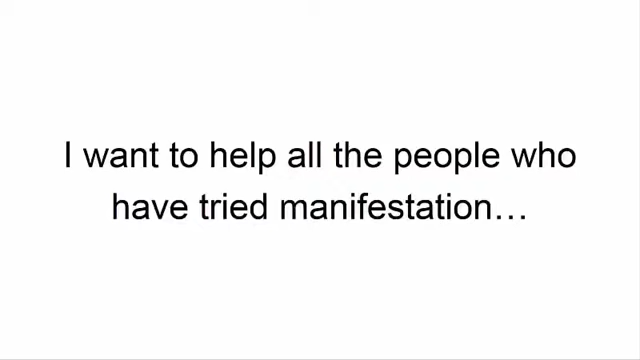 I want to help all the people who
have tried manifestation…